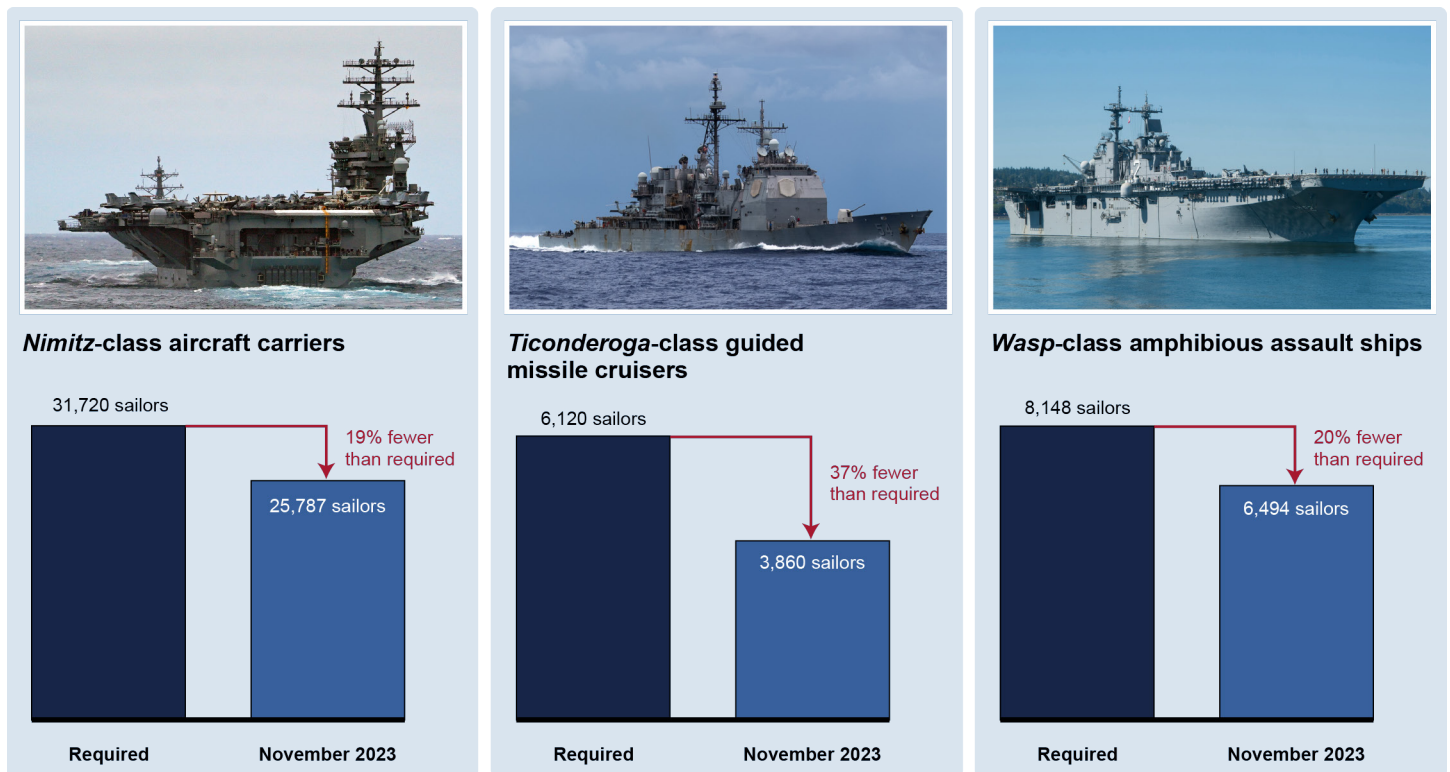 Nimitz-class aircraft carriers
31,720 sailors
19% fewer
than required
25,787 sailors
Required
November 2023
Ticonderoga-class guided
missile cruisers
6,120 sailors
37% fewer
than required
3,860 sailors
Required
November 2023
Wasp-class amphibious assault ships
8,148 sailors
20% fewer
than required
6,494 sailors
Required
November 2023